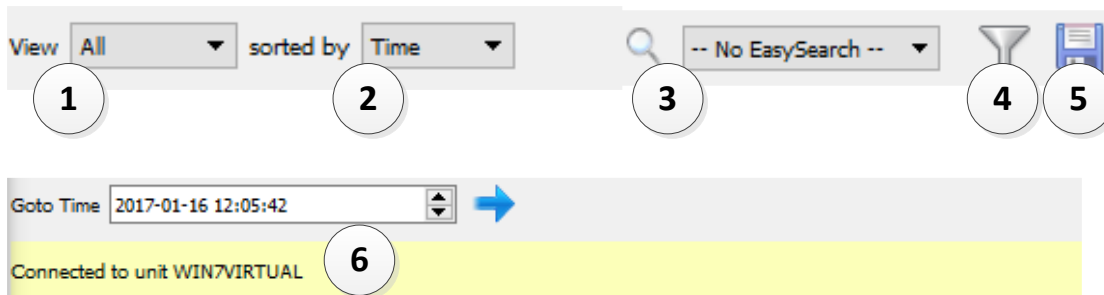 View All sorted by Time -- No EasySearch --
1 2 3 4 5
Goto Time 2017-01-16 12:05:42
6
Connected to unit WIN7VIRTUAL